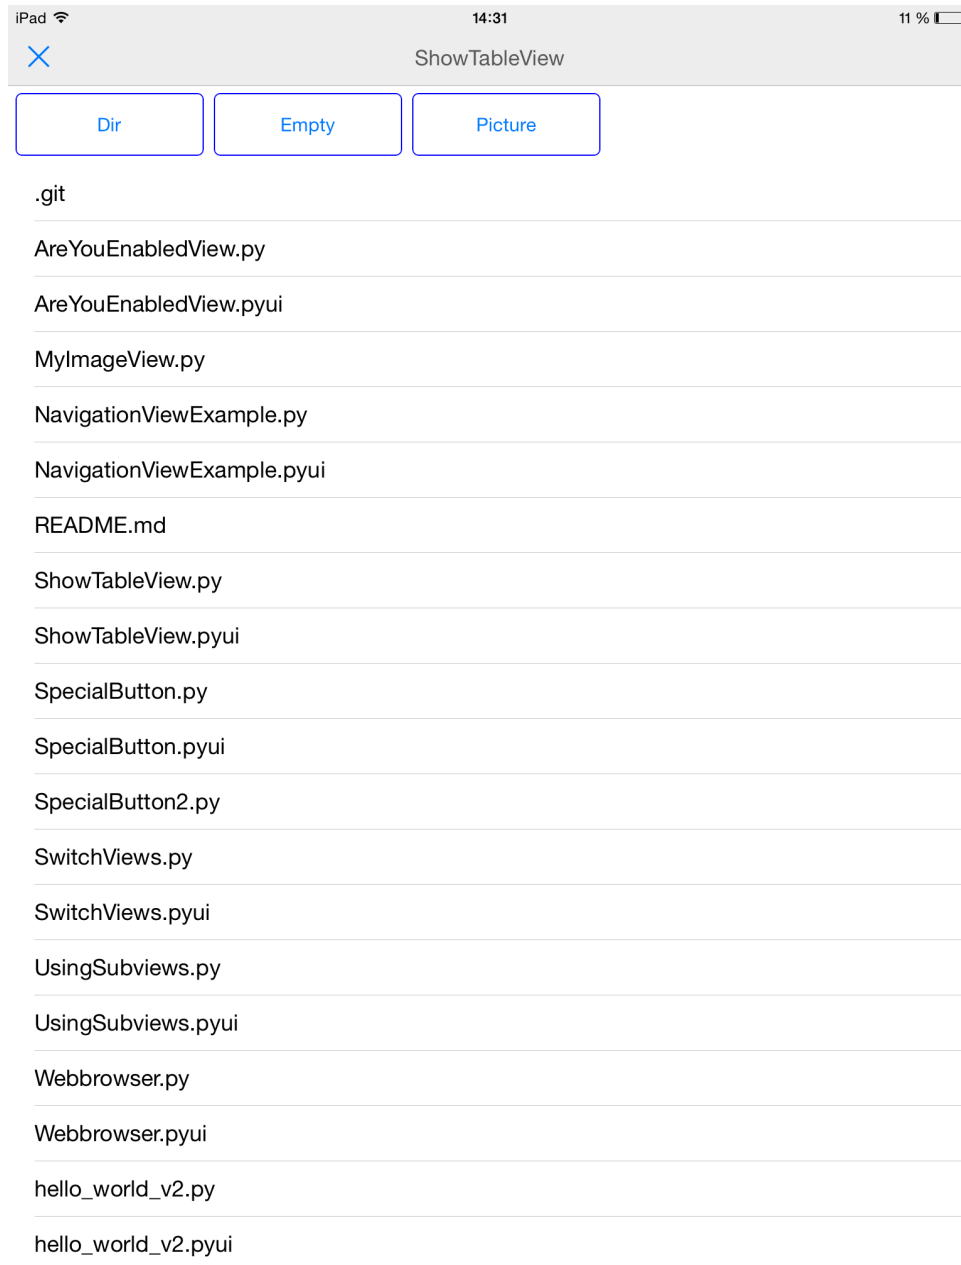 iPad 14:31 11 %
ShowTableView
Dir Empty Picture
.git
AreYouEnabledView.py
AreYouEnabledView.pyui
MyImageView.py
NavigationViewExample.py
NavigationViewExample.pyui
README.md
ShowTableView.py
ShowTableView.pyui
SpecialButton.py
SpecialButton.pyui
SpecialButton2.py
SwitchViews.py
SwitchViews.pyui
UsingSubviews.py
UsingSubviews.pyui
Webbrowser.py
Webbrowser.pyui
hello_world_v2.py
hello_world_v2.pyui